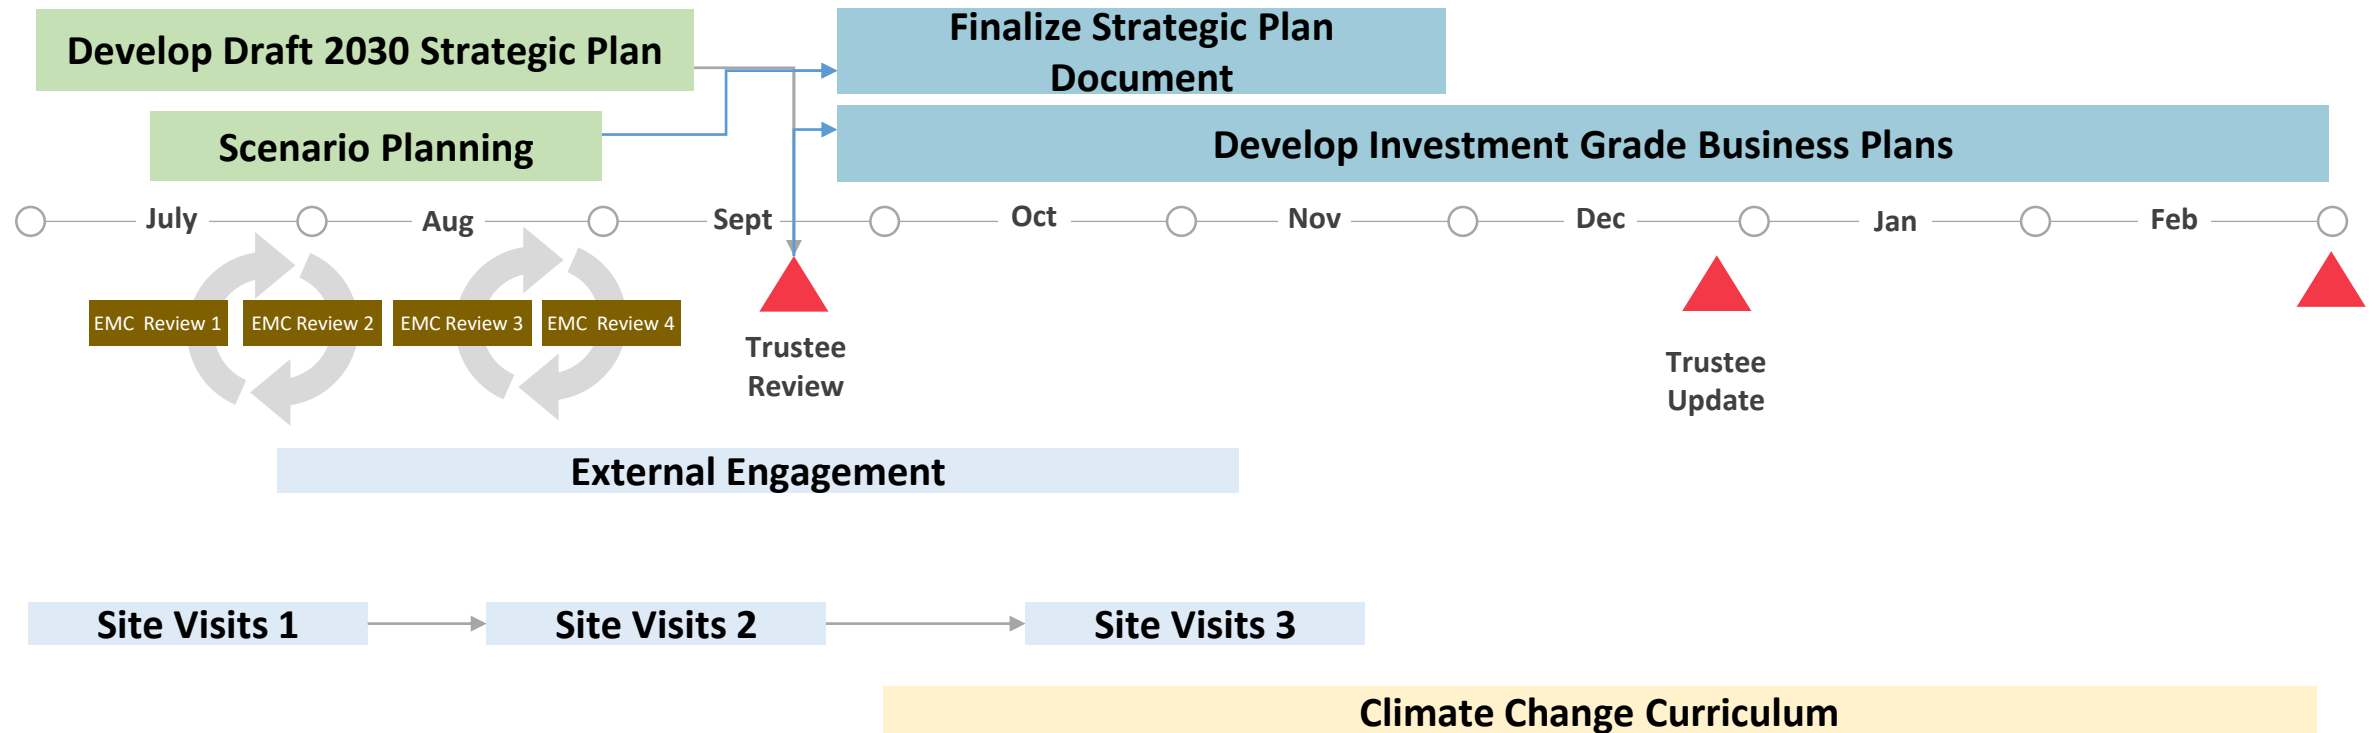 Develop Draft 2030 Strategic Plan
Finalize Strategic Plan
Document
Scenario Planning
Develop Investment Grade Business Plans
July
Aug
Sept
Oct
Nov
Dec
Jan
Feb
EMC Review 1
EMC Review 2
EMC Review 3
EMC Review 4
Trustee
Review
Trustee
Update
External Engagement
Site Visits 1
Site Visits 2
Site Visits 3
Climate Change Curriculum